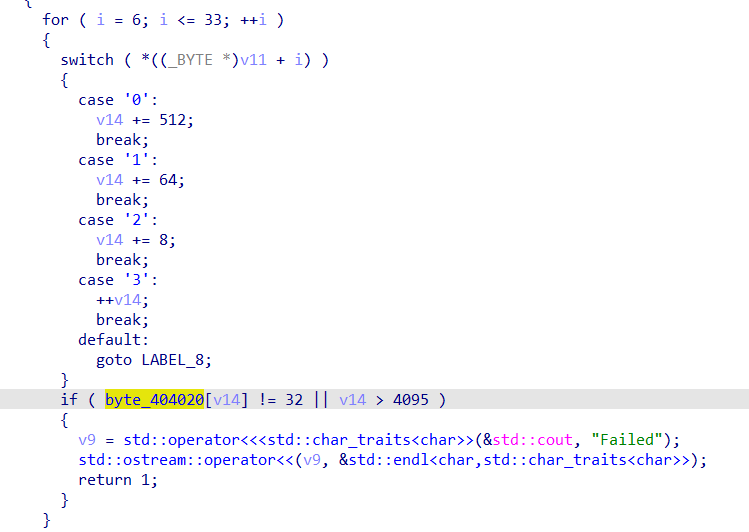 {
for ( i = 6; i <= 33; ++i )
{
switch ( *((_BYTE *)v11 + i) )
{
case '0':
v14 += 512;
break;
case '1':
v14 += 64;
break;
case '2':
v14 += 8;
break;
case '3':
++v14;
break;
default:
goto LABEL_8;
}
if ( byte_404020[v14] != 32 || v14 > 4095 )
{
v9 = std::operator<<<std::char_traits<char>>(&std::cout, "Failed");
std::ostream::operator<<(v9, &std::endl<char,std::char_traits<char>>);
return 1;
}
}